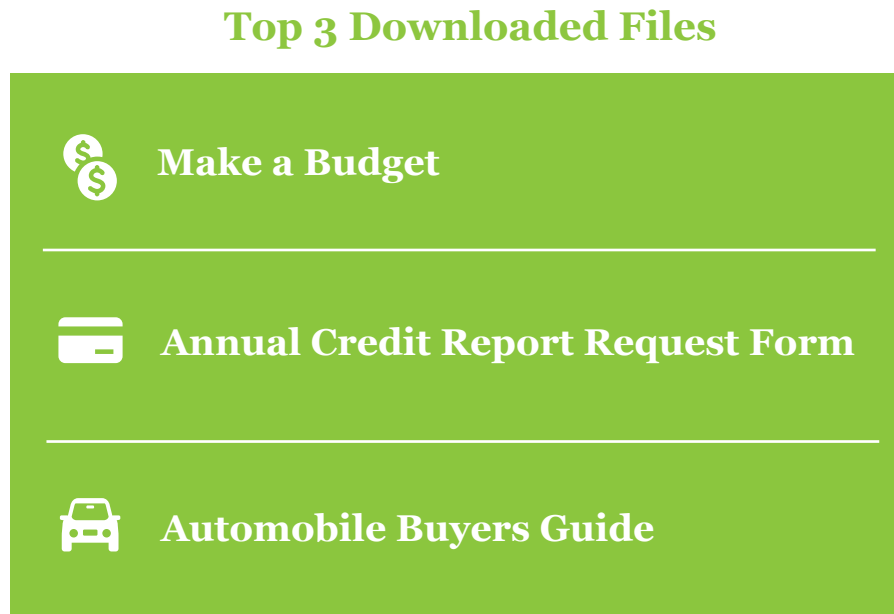 Top 3 Downloaded Files
Make a Budget
Annual Credit Report Request Form
Automobile Buyers Guide